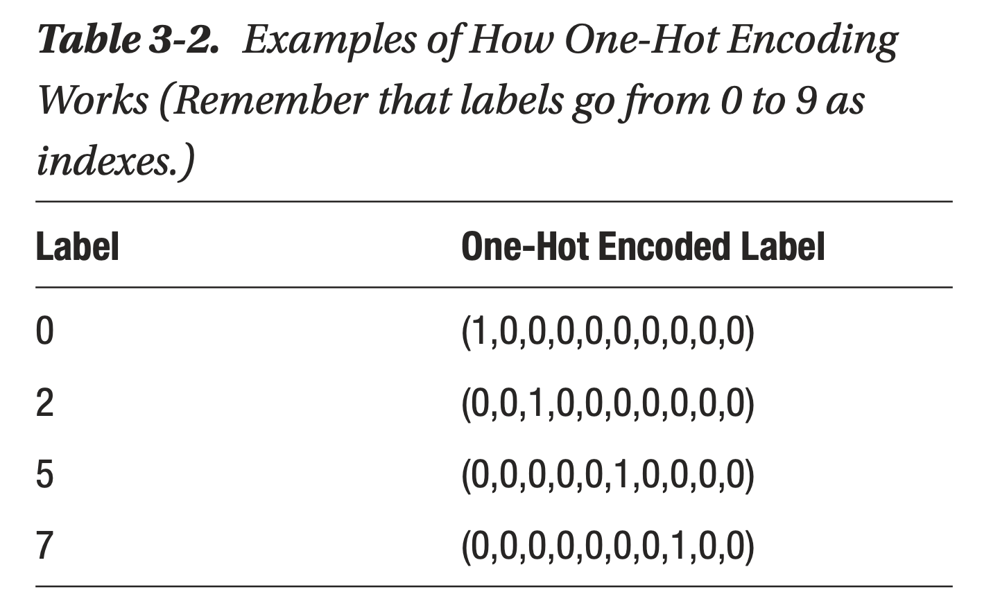 Table 3-2. Examples of How One-Hot Encoding
Works (Remember that labels go from 0 to 9 as
indexes.)
Label One-Hot Encoded Label
0 (1,0,0,0,0,0,0,0,0,0)
2 (0,0,1,0,0,0,0,0,0,0)
5 (0,0,0,0,0,1,0,0,0,0)
7 (0,0,0,0,0,0,0,1,0,0)